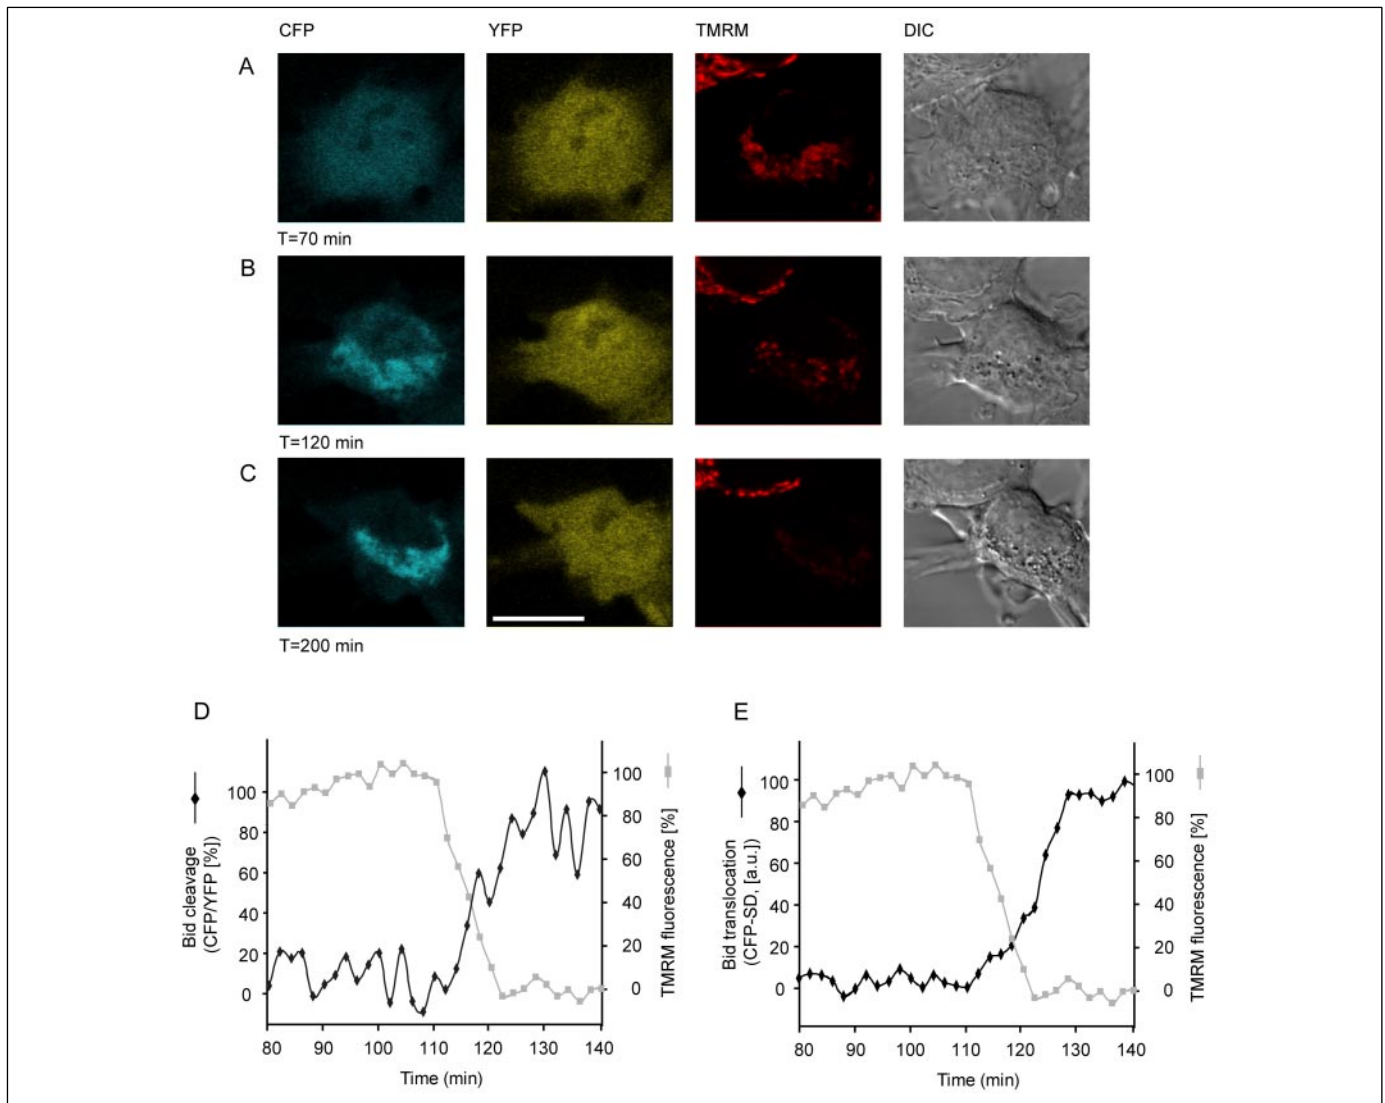 CFP YFP TMRM DIC
A
T=70 min
B
T=120 min
C
T=200 min
D
Bid cleavage
(CFP/YFP [%])
100
80
60
40
20
0
TMRM fluorescence [%]
100
80
60
40
20
0
80 90 100 110 120 130 140
Time (min)
E
Bid translocation
(CFP-SD, [a.u.])
100
80
60
40
20
0
TMRM fluorescence [%]
100
80
60
40
20
0
80 90 100 110 120 130 140
Time (min)